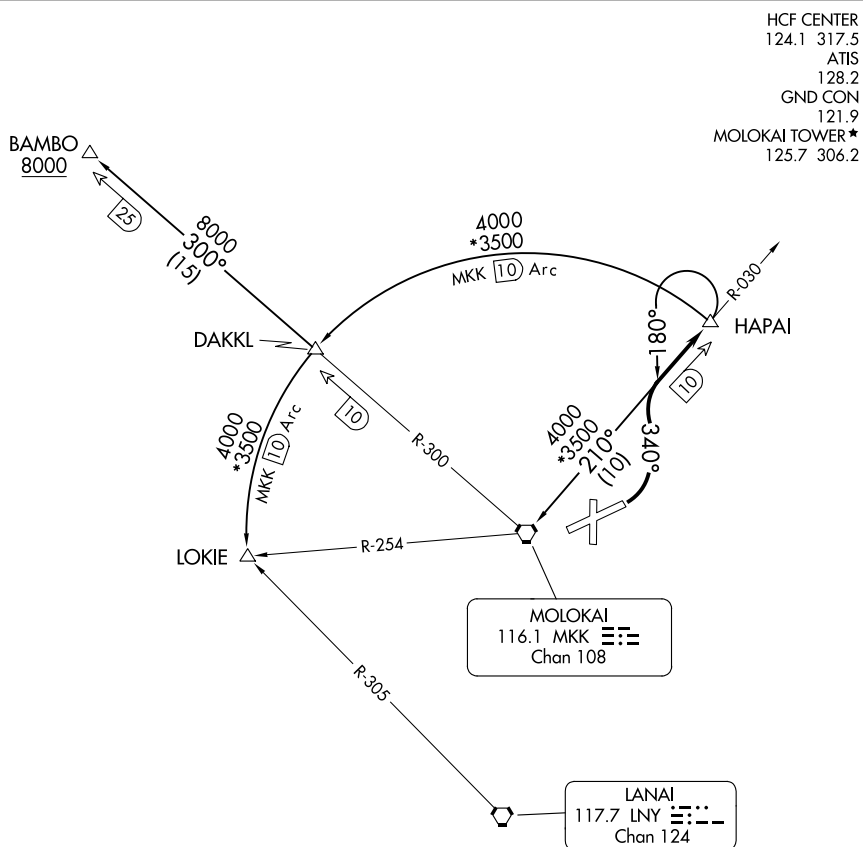 HCF CENTER
124.1 317.5
ATIS
128.2
GND CON
121.9
MOLOKAI TOWER★
125.7 306.2
BAMBO
8000
25
8000
300°
(15)
4000
*3500
MKK 10 Arc
R-030
HAPAI
180°
10
DAKKL
10
4000
*3500
MKK 10 Arc
R-300
4000
*3500
210°
(10)
340°
LOKIE
R-254
MOLOKAI
116.1 MKK
Chan 108
R-305
LANAI
117.7 LNY
Chan 124